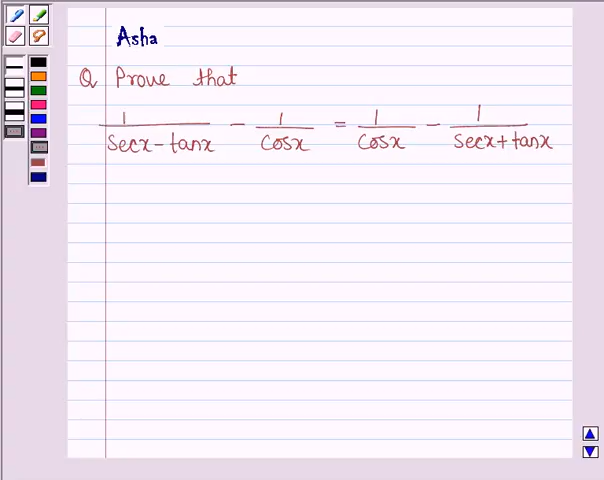 Asha
Q Prove that
1/(secx - tanx) - 1/cosx = 1/cosx - 1/(secx + tanx)